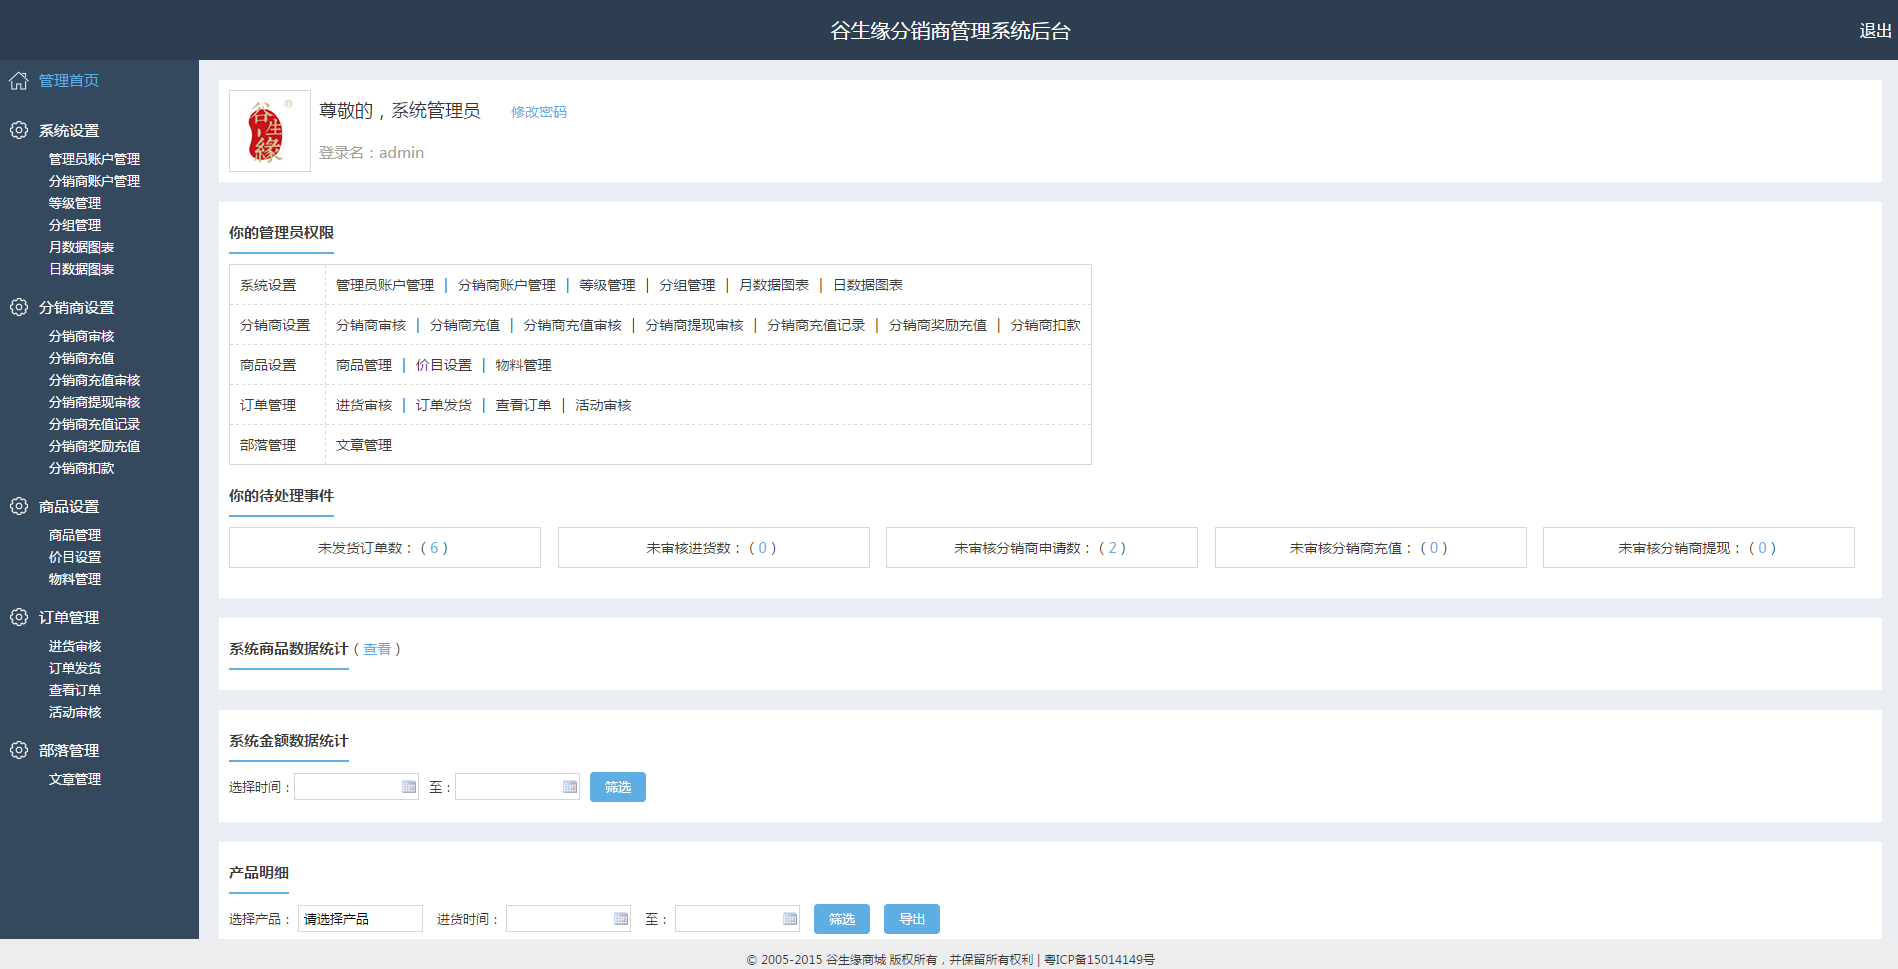 谷生缘分销商管理系统后台
退出
管理首页
系统设置
管理员账户管理
分销商账户管理
等级管理
分组管理
月数据图表
日数据图表
分销商设置
分销商审核
分销商充值
分销商充值审核
分销商提现审核
分销商充值记录
分销商奖励充值
分销商扣款
商品设置
商品管理
价目设置
物料管理
订单管理
进货审核
订单发货
查看订单
活动审核
部落管理
文章管理
谷生缘®
尊敬的，系统管理员 修改密码
登录名：admin
你的管理员权限
系统设置 管理员账户管理 | 分销商账户管理 | 等级管理 | 分组管理 | 月数据图表 | 日数据图表
分销商设置 分销商审核 | 分销商充值 | 分销商充值审核 | 分销商提现审核 | 分销商充值记录 | 分销商奖励充值 | 分销商扣款
商品设置 商品管理 | 价目设置 | 物料管理
订单管理 进货审核 | 订单发货 | 查看订单 | 活动审核
部落管理 文章管理
你的待处理事件
未发货订单数：（6） 未审核进货数：（0） 未审核分销商申请数：（2） 未审核分销商充值：（0） 未审核分销商提现：（0）
系统商品数据统计（查看）
系统金额数据统计
选择时间： 至： 筛选
产品明细
选择产品： 请选择产品 进货时间： 至： 筛选 导出
© 2005-2015 谷生缘商城 版权所有，并保留所有权利 | 粤ICP备15014149号